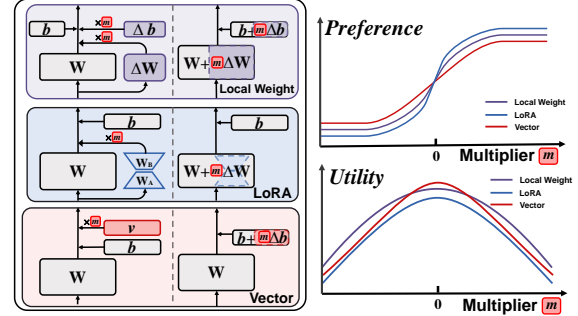 b
×m
Δ b
×m
W
ΔW
b+mΔb
W+mΔW
Local Weight
b
×m
W
W_B
W_A
b
W+mΔW
LoRA
×m
v
b
W
b+mΔb
W
Vector
Preference
Local Weight
LoRA
Vector
0
Multiplier m
Utility
Local Weight
LoRA
Vector
0
Multiplier m